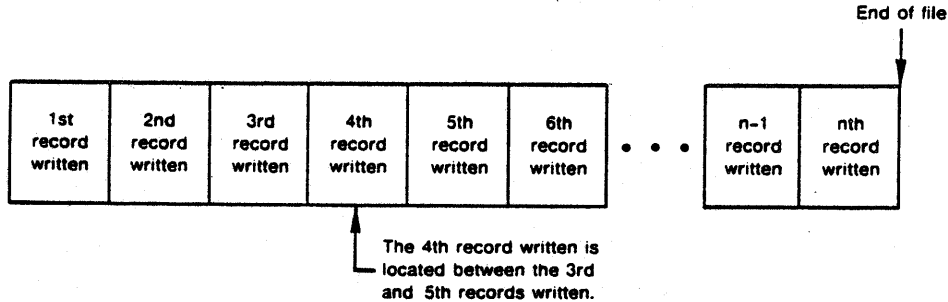 End of file
1st
record
written
2nd
record
written
3rd
record
written
4th
record
written
5th
record
written
6th
record
written
• • •
n-1
record
written
nth
record
written
The 4th record written is
located between the 3rd
and 5th records written.